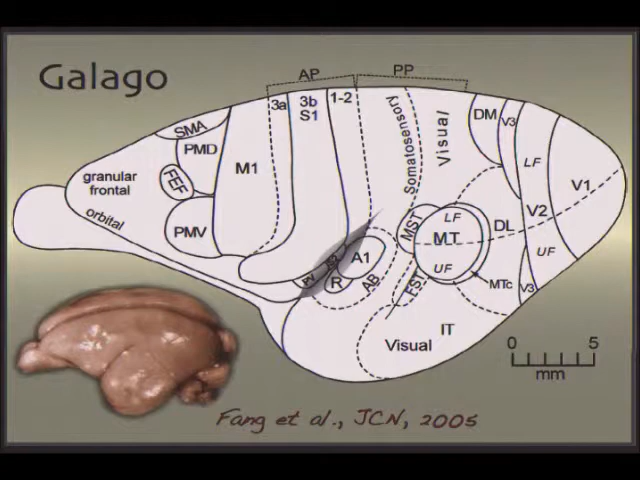 Galago
AP
PP
3a
3b
S1
1-2
SMA
PMD
FEF
PMV
granular
frontal
orbital
M1
Somatosensory
Visual
DM
V3
LF
V1
V2
UF
V3
DL
MST
LF
MT
UF
MTc
FST
A1
R
AB
PV
IT
Visual
0 5
mm
Fang et al., JCN, 2005